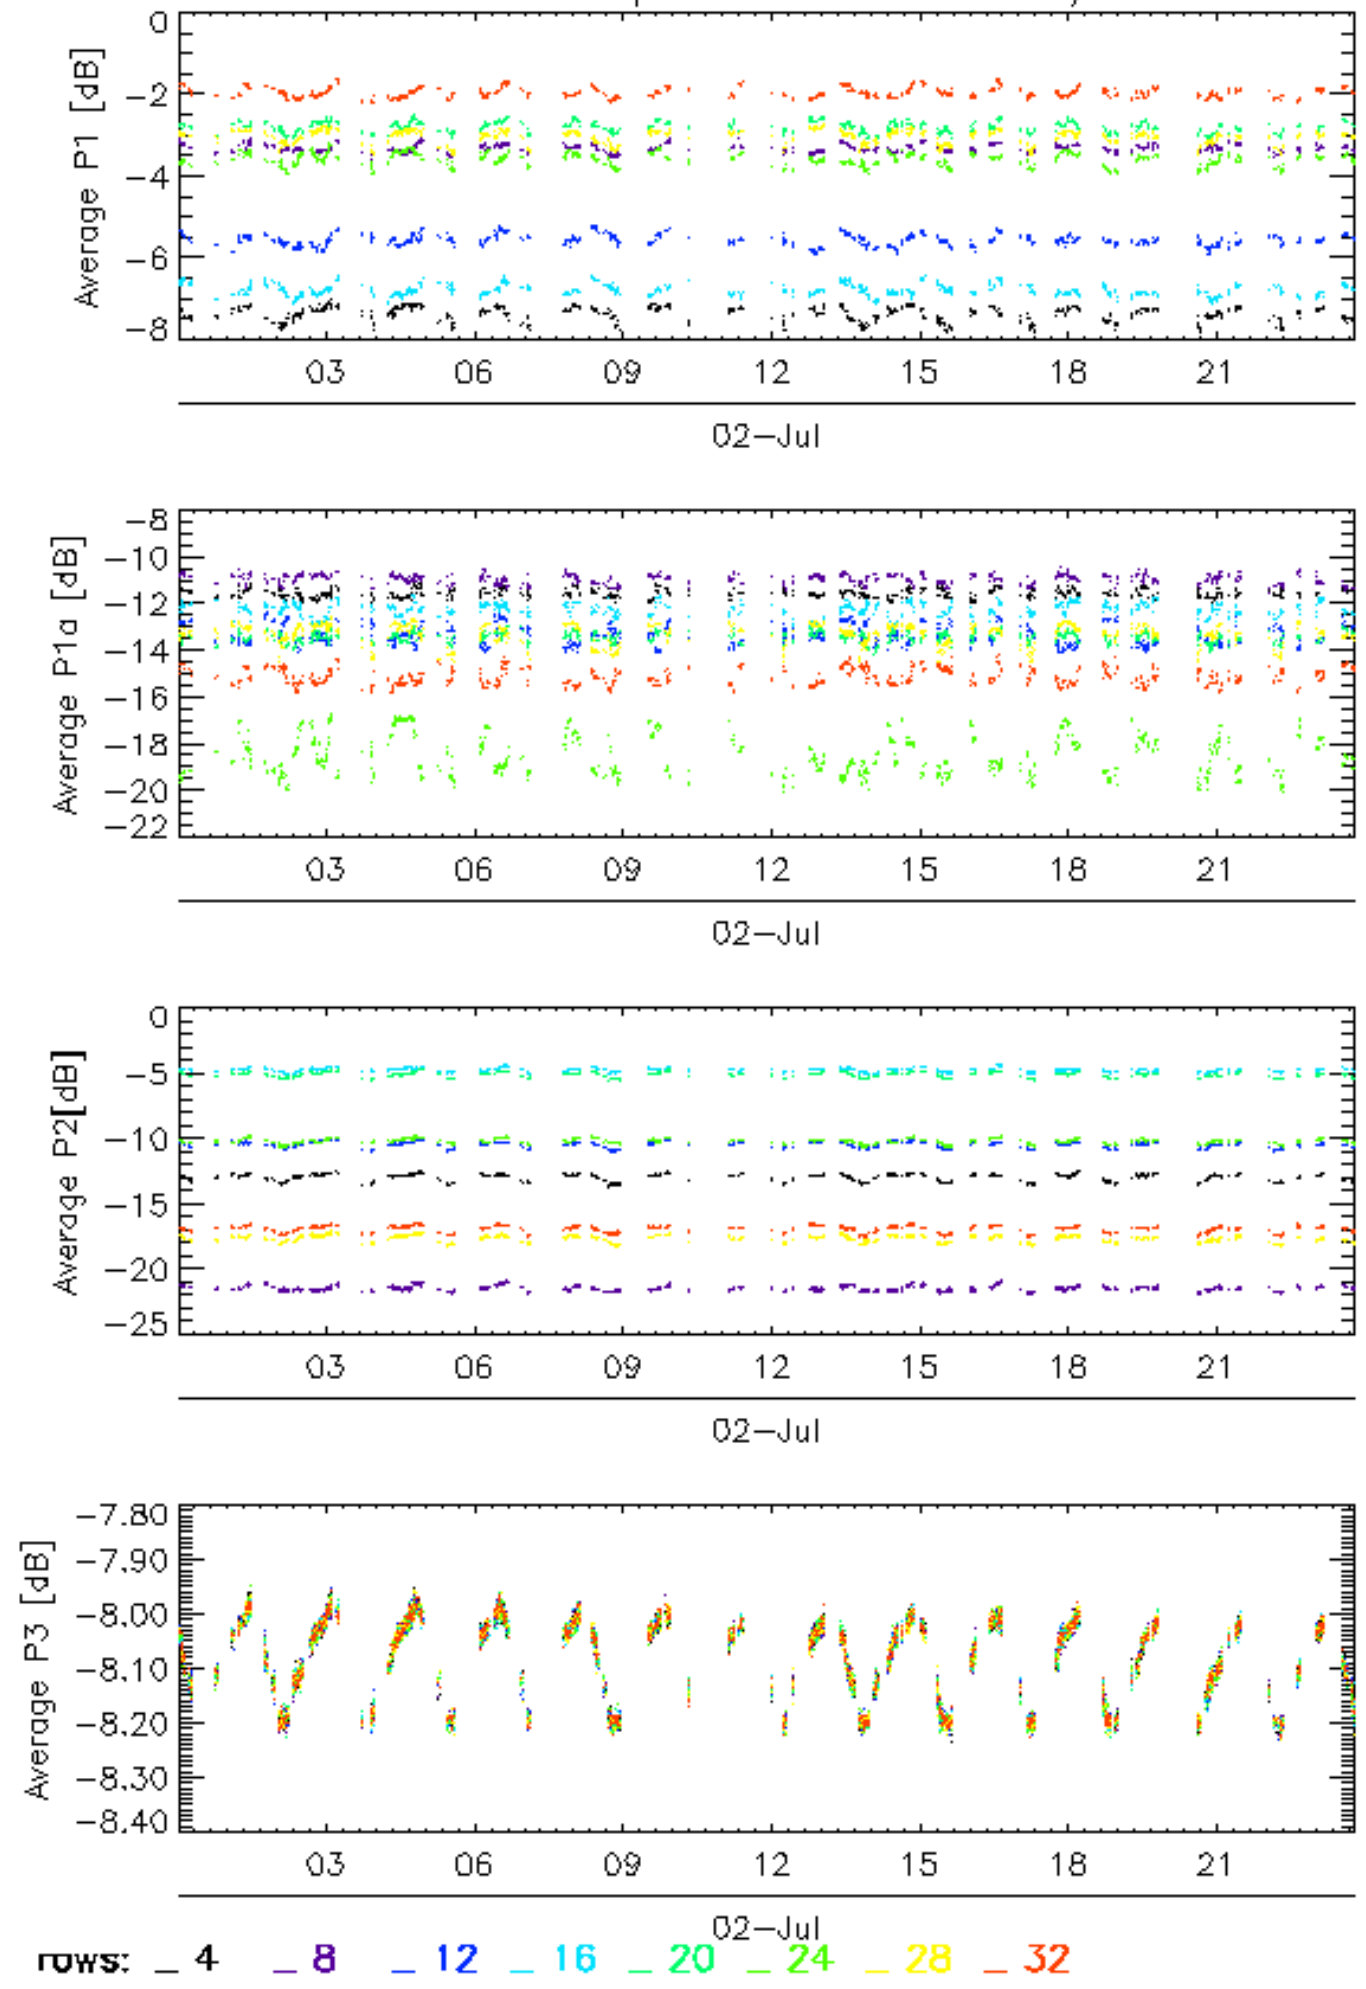 0
-2
-4
-6
-8
Average P1 [dB]
03 06 09 12 15 18 21
02-Jul
-8
-10
-12
-14
-16
-18
-20
-22
Average P1a [dB]
03 06 09 12 15 18 21
02-Jul
0
-5
-10
-15
-20
-25
Average P2[dB]
03 06 09 12 15 18 21
02-Jul
-7.80
-7.90
-8.00
-8.10
-8.20
-8.30
-8.40
Average P3 [dB]
03 06 09 12 15 18 21
02-Jul
rows: _ 4 _ 8 _ 12 _ 16 _ 20 _ 24 _ 28 _ 32